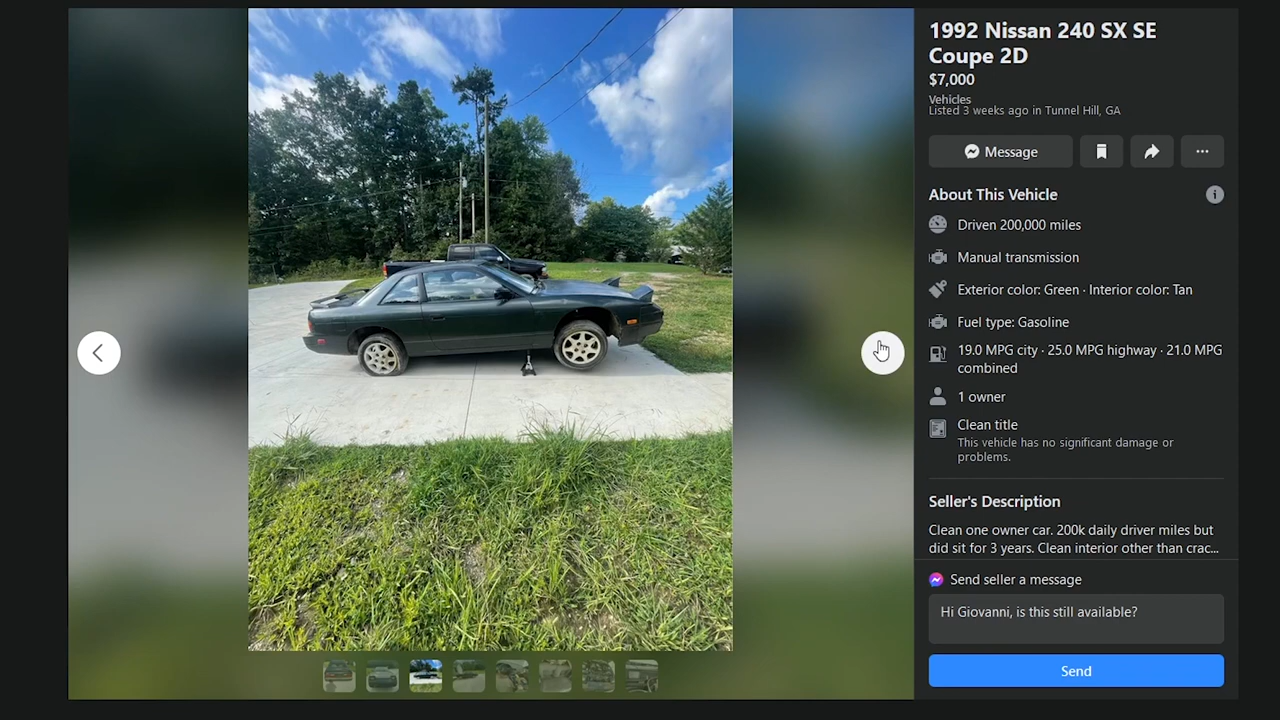 1992 Nissan 240 SX SE
Coupe 2D
$7,000
Vehicles
Listed 3 weeks ago in Tunnel Hill, GA
Message
About This Vehicle
Driven 200,000 miles
Manual transmission
Exterior color: Green · Interior color: Tan
Fuel type: Gasoline
19.0 MPG city · 25.0 MPG highway · 21.0 MPG
combined
1 owner
Clean title
This vehicle has no significant damage or
problems.
Seller's Description
Clean one owner car. 200k daily driver miles but
did sit for 3 years. Clean interior other than crac...
Send seller a message
Hi Giovanni, is this still available?
Send